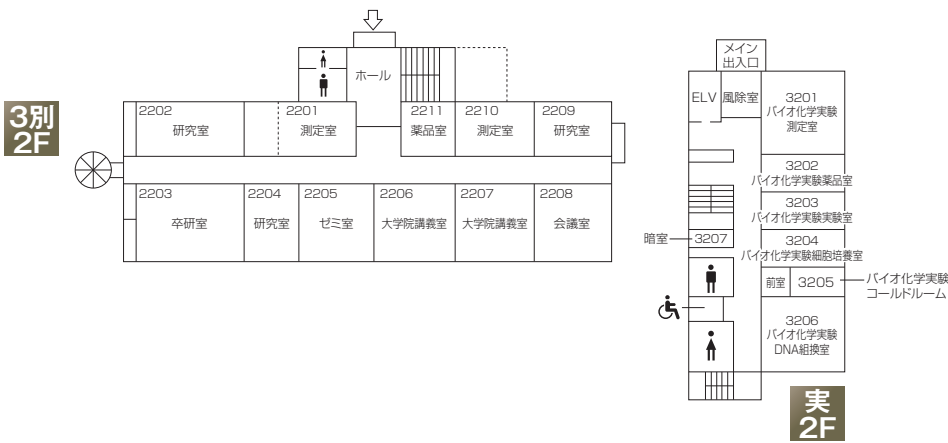 3別
2F
ホール
2202
研究室
2201
測定室
2211
薬品室
2210
測定室
2209
研究室
2203
卒研室
2204
研究室
2205
ゼミ室
2206
大学院講義室
2207
大学院講義室
2208
会議室
メイン
出入口
ELV
風除室
3201
バイオ化学実験
測定室
3202
バイオ化学実験薬品室
3203
バイオ化学実験実験室
3204
バイオ化学実験細胞培養室
暗室
3207
前室
3205
バイオ化学実験
コールドルーム
3206
バイオ化学実験
DNA組換室
実
2F